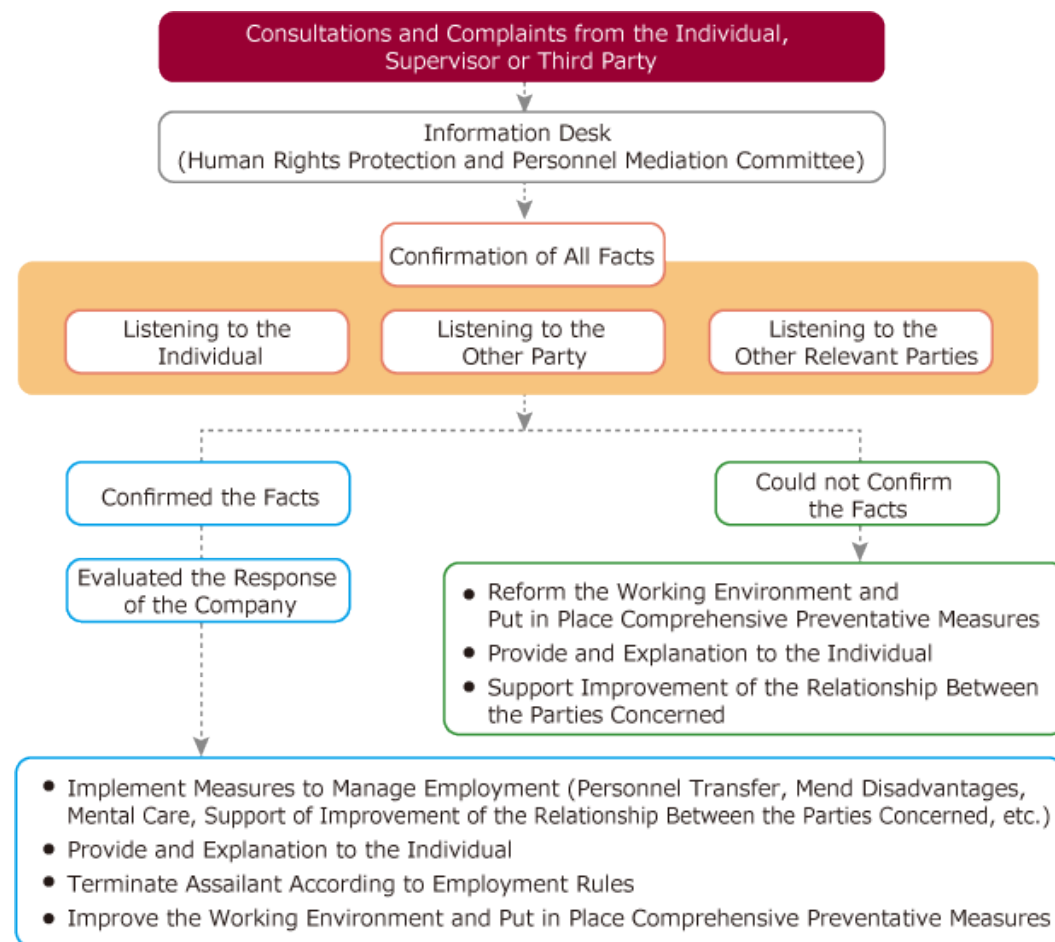 Consultations and Complaints from the Individual,
Supervisor or Third Party
Information Desk
(Human Rights Protection and Personnel Mediation Committee)
Confirmation of All Facts
Listening to the
Individual
Listening to the
Other Party
Listening to the
Other Relevant Parties
Confirmed the Facts
Could not Confirm
the Facts
Evaluated the Response
of the Company
● Reform the Working Environment and
Put in Place Comprehensive Preventative Measures
● Provide and Explanation to the Individual
● Support Improvement of the Relationship Between
the Parties Concerned
● Implement Measures to Manage Employment (Personnel Transfer, Mend Disadvantages,
Mental Care, Support of Improvement of the Relationship Between the Parties Concerned, etc.)
● Provide and Explanation to the Individual
● Terminate Assailant According to Employment Rules
● Improve the Working Environment and Put in Place Comprehensive Preventative Measures